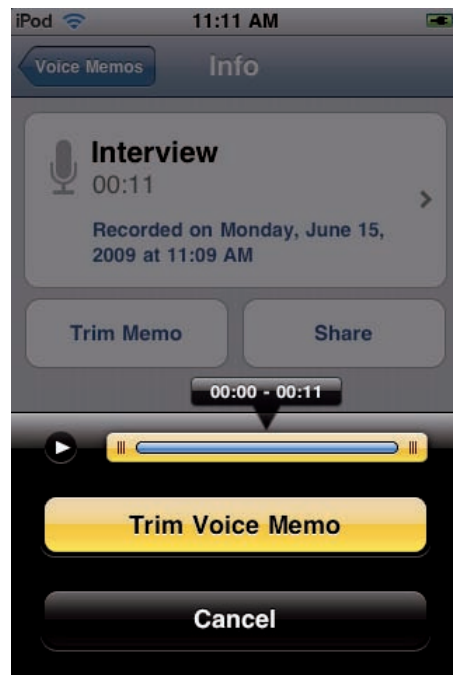 iPod 11:11 AM
Voice Memos Info
Interview
00:11
Recorded on Monday, June 15,
2009 at 11:09 AM
Trim Memo Share
00:00 - 00:11
Trim Voice Memo
Cancel